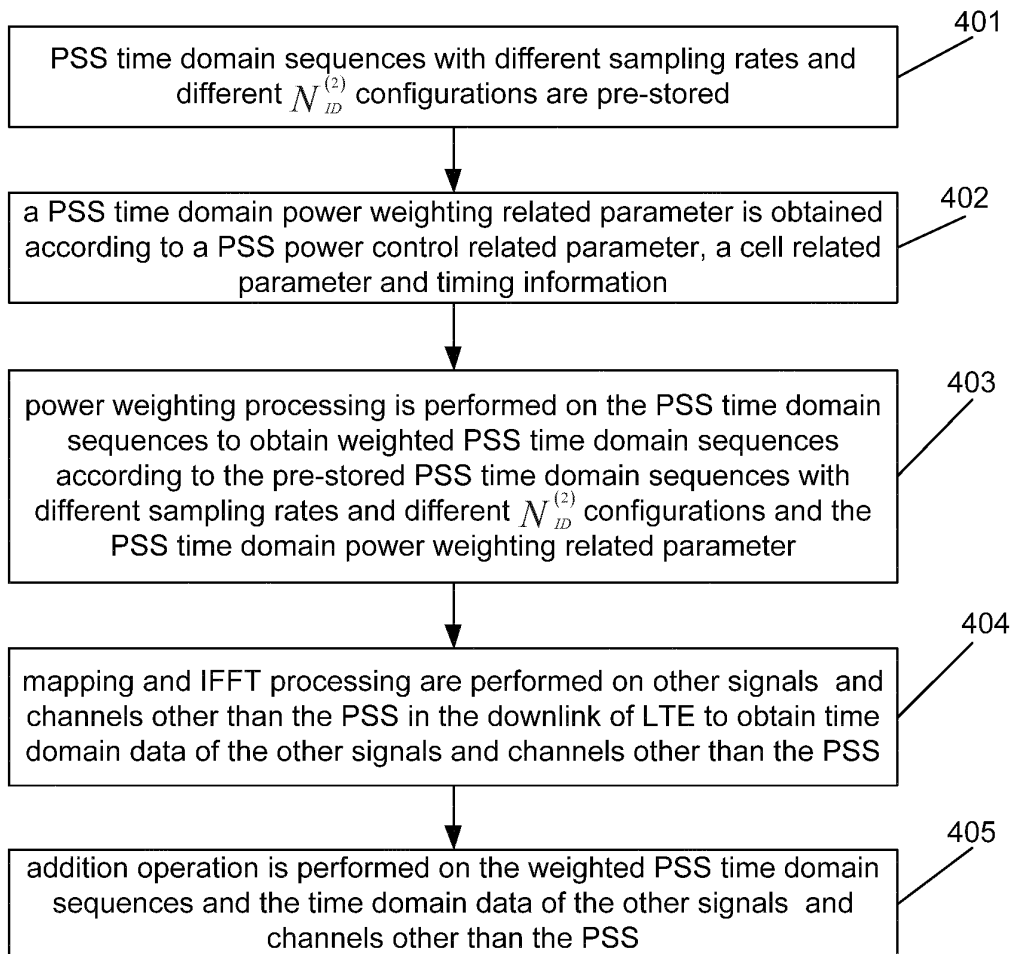 401
PSS time domain sequences with different sampling rates and
different N_{ID}^{(2)} configurations are pre-stored
402
a PSS time domain power weighting related parameter is obtained
according to a PSS power control related parameter, a cell related
parameter and timing information
403
power weighting processing is performed on the PSS time domain
sequences to obtain weighted PSS time domain sequences
according to the pre-stored PSS time domain sequences with
different sampling rates and different N_{ID}^{(2)} configurations and the
PSS time domain power weighting related parameter
404
mapping and IFFT processing are performed on other signals and
channels other than the PSS in the downlink of LTE to obtain time
domain data of the other signals and channels other than the PSS
405
addition operation is performed on the weighted PSS time domain
sequences and the time domain data of the other signals and
channels other than the PSS